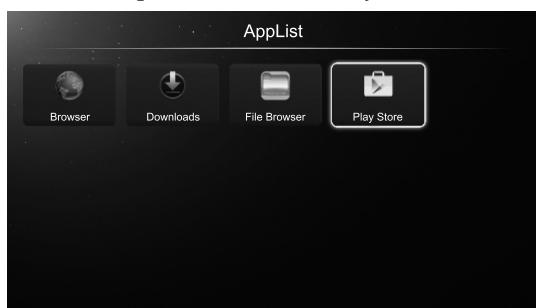 AppList
Browser
Downloads
File Browser
Play Store